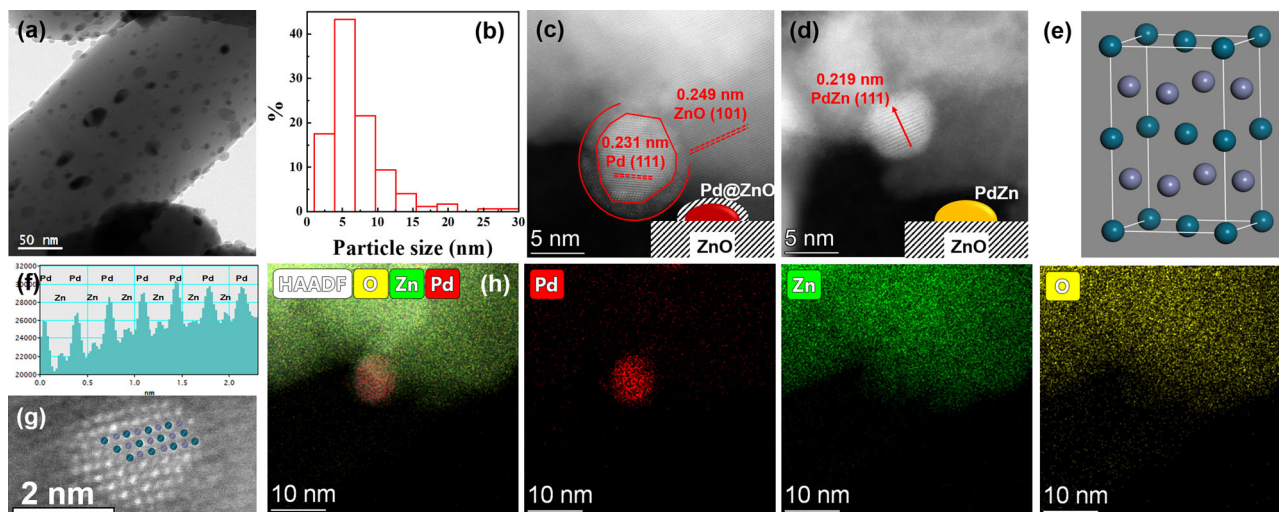 (a)
50 nm
(b)
%
40
30
20
10
0
0 5 10 15 20 25 30
Particle size (nm)
(c)
0.249 nm
ZnO (101)
0.231 nm
Pd (111)
Pd@ZnO
ZnO
5 nm
(d)
0.219 nm
PdZn (111)
PdZn
ZnO
5 nm
(e)
(f)
Pd Pd Pd Pd Pd Pd Pd
Zn Zn Zn Zn Zn Zn
32000
30000
28000
26000
24000
22000
20000
0.0 0.5 1.0 1.5 2.0
nm
(g)
2 nm
HAADF O Zn Pd (h)
10 nm
Pd
10 nm
Zn
10 nm
O
10 nm